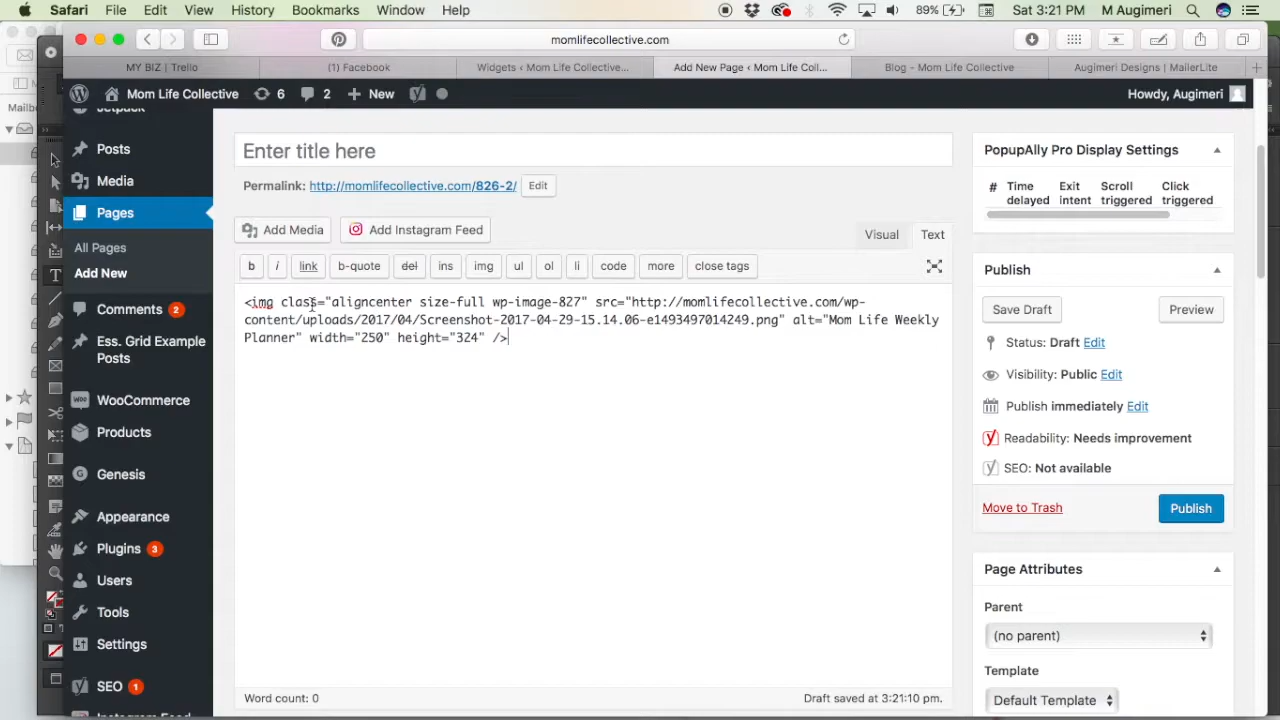 Safari File Edit View History Bookmarks Window Help 89% Sat 3:21 PM M Augimeri
momlifecollective.com
MY BIZ | Trello (1) Facebook Widgets ‹ Mom Life Collective... Add New Page ‹ Mom Life Coll... Blog - Mom Life Collective Augimeri Designs | MailerLite
Mom Life Collective 6 2 New Howdy, Augimeri
Mailbo
Jetpack
Posts
Media
Pages
All Pages
Add New
Comments 2
Ess. Grid Example
Posts
WooCommerce
Products
Genesis
Appearance
Plugins 3
Users
Tools
Settings
SEO 1
Instagram Feed
Enter title here
Permalink: http://momlifecollective.com/826-2/ Edit
Add Media Add Instagram Feed
Visual Text
b i link b-quote del ins img ul ol li code more close tags
<img class="aligncenter size-full wp-image-827" src="http://momlifecollective.com/wp-
content/uploads/2017/04/Screenshot-2017-04-29-15.14.06-e1493497014249.png" alt="Mom Life Weekly
Planner" width="250" height="324" />
Word count: 0 Draft saved at 3:21:10 pm.
PopupAlly Pro Display Settings
# Time delayed Exit intent Scroll triggered Click triggered
Publish
Save Draft Preview
Status: Draft Edit
Visibility: Public Edit
Publish immediately Edit
Readability: Needs improvement
SEO: Not available
Move to Trash Publish
Page Attributes
Parent
(no parent)
Template
Default Template